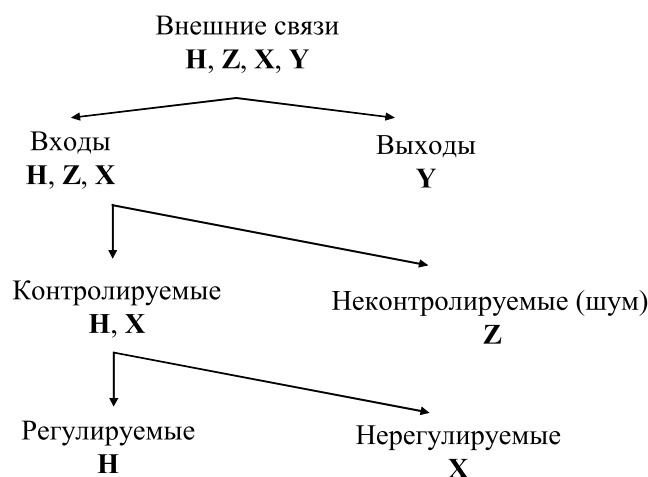 Внешние связи
H, Z, X, Y
Входы
H, Z, X
Выходы
Y
Контролируемые
H, X
Неконтролируемые (шум)
Z
Регулируемые
H
Нерегулируемые
X